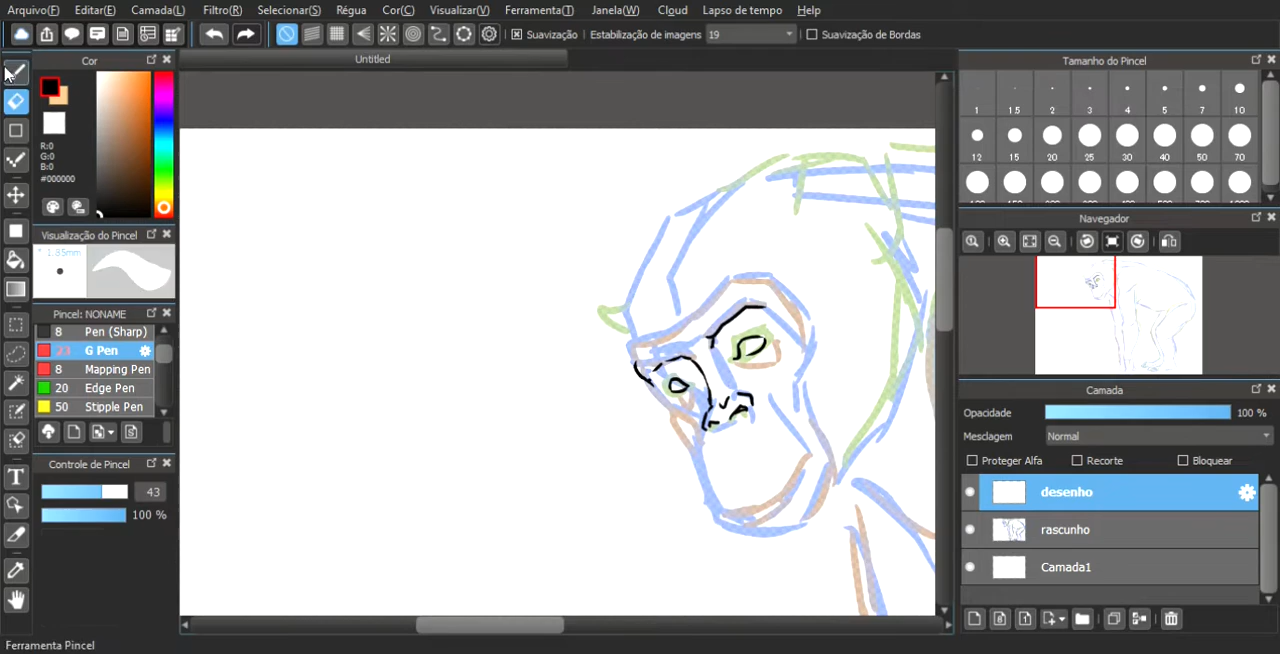 Arquivo(F) Editar(E) Camada(L) Filtro(R) Selecionar(S) Régua Cor(C) Visualizar(V) Ferramenta(T) Janela(W) Cloud Lapso de tempo Help
Suavização Estabilização de imagens 19 Suavização de Bordas
Cor
Untitled
Tamanho do Pincel
1 1.5 2 3 4 5 7 10
12 15 20 25 30 40 50 70
R:0
G:0
B:0
#000000
Navegador
Visualização do Pincel
* 1.85mm
Pincel: NONAME
8 Pen (Sharp)
23 G Pen
8 Mapping Pen
20 Edge Pen
50 Stipple Pen
Camada
Opacidade 100 %
Mesclagem Normal
Proteger Alfa Recorte Bloquear
Controle de Pincel
43
100 %
desenho
rascunho
Camada1
Ferramenta Pincel